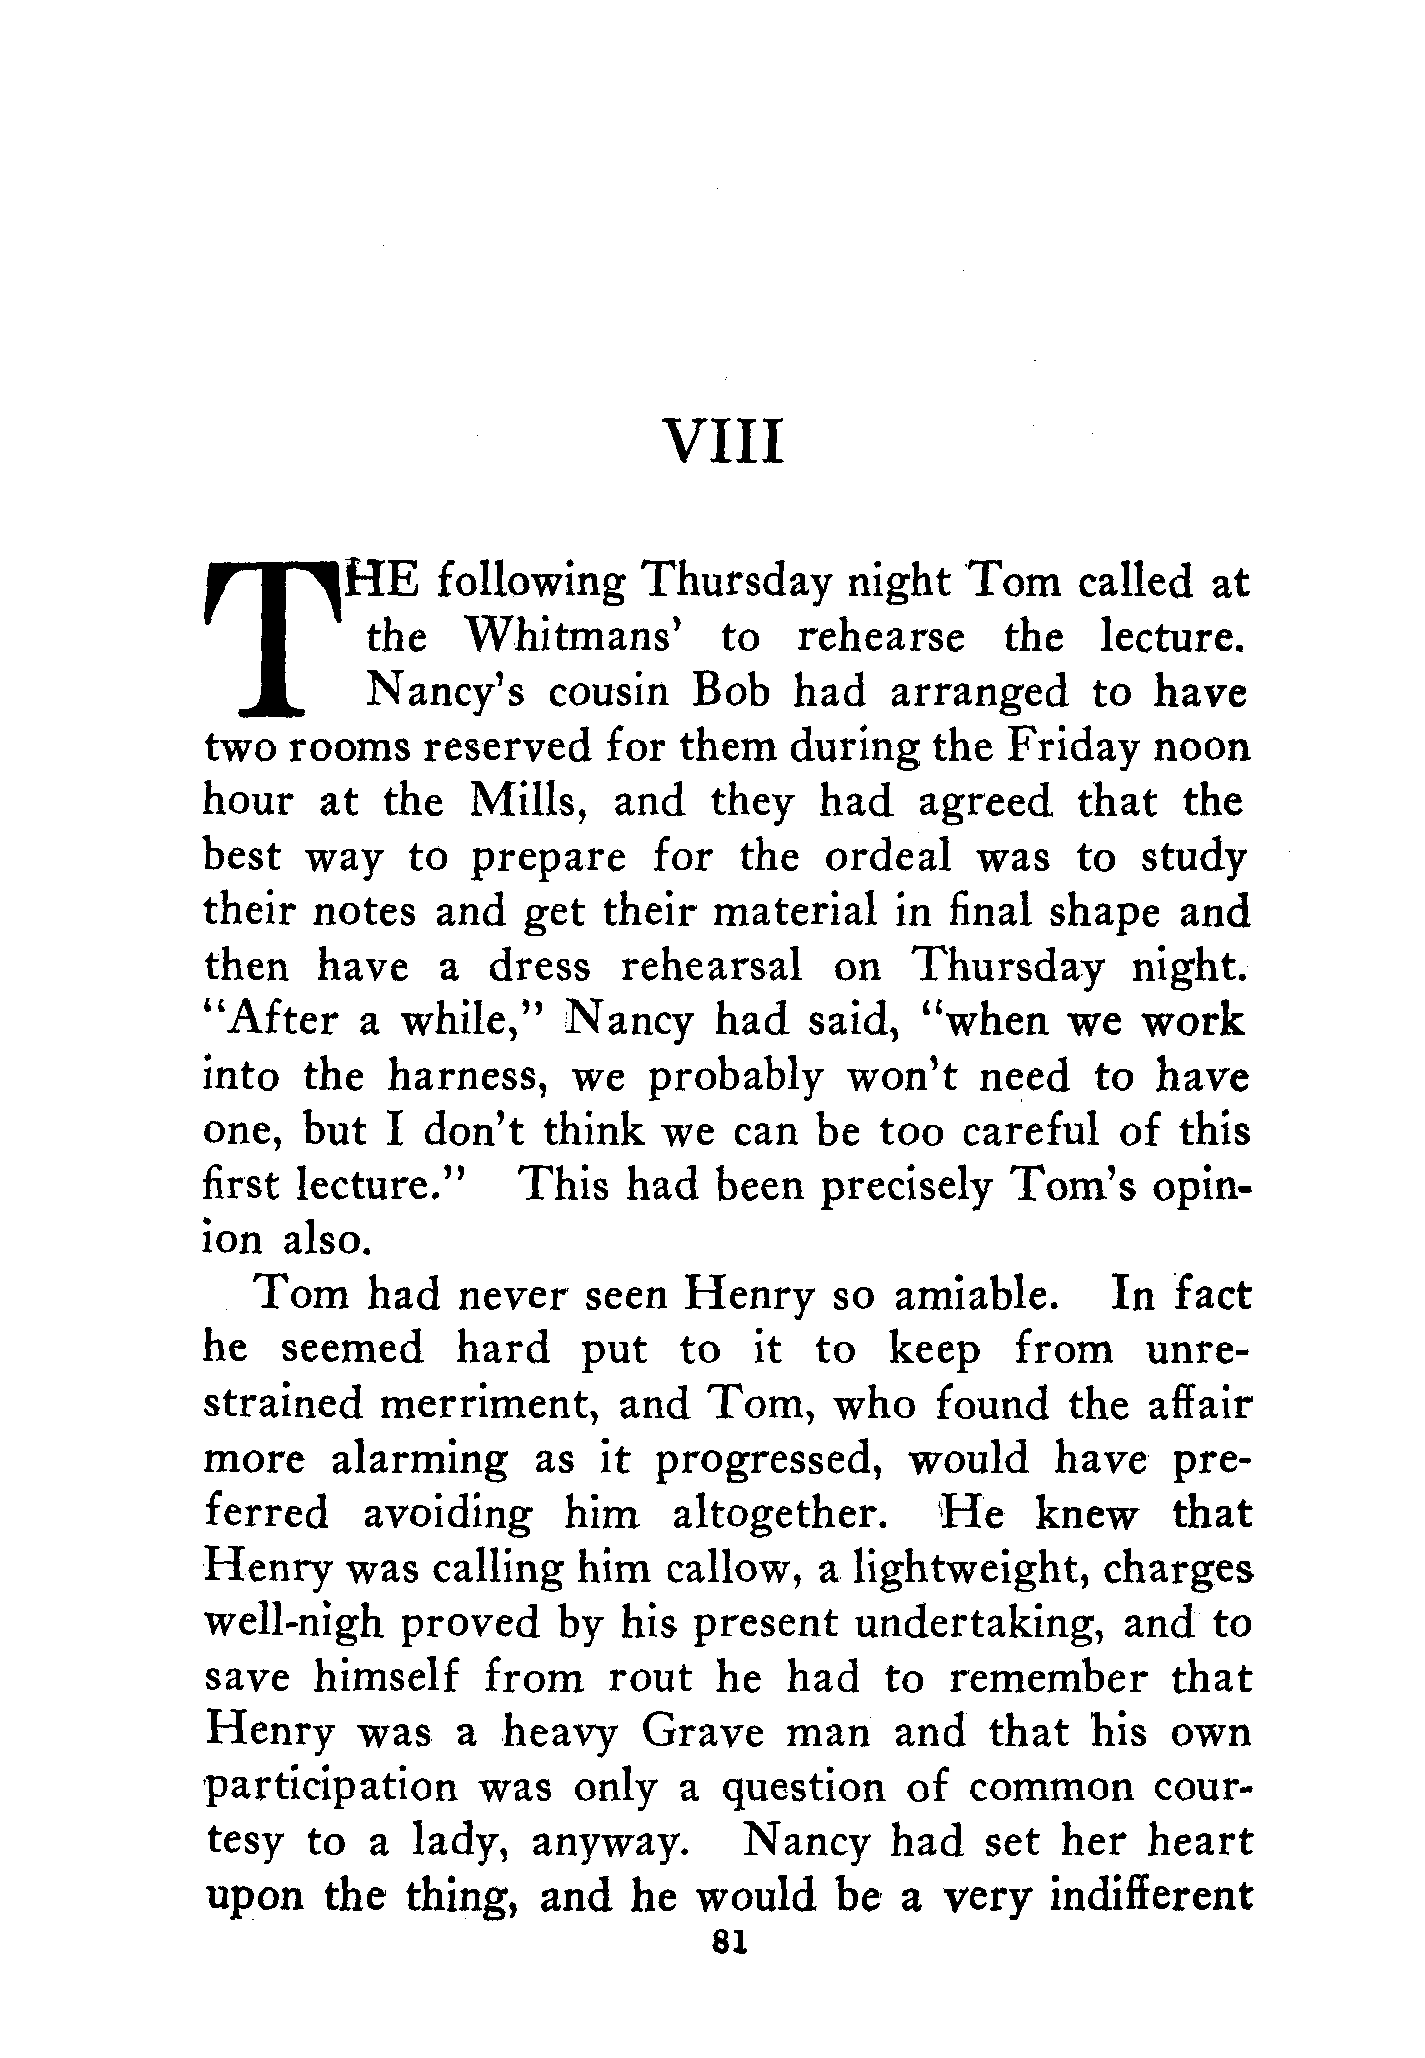 VIII
THE following Thursday night Tom called at
the Whitmans' to rehearse the lecture.
Nancy's cousin Bob had arranged to have
two rooms reserved for them during the Friday noon
hour at the Mills, and they had agreed that the
best way to prepare for the ordeal was to study
their notes and get their material in final shape and
then have a dress rehearsal on Thursday night.
"After a while," Nancy had said, "when we work
into the harness, we probably won't need to have
one, but I don't think we can be too careful of this
first lecture." This had been precisely Tom's opin-
ion also.
Tom had never seen Henry so amiable. In fact
he seemed hard put to it to keep from unre-
strained merriment, and Tom, who found the affair
more alarming as it progressed, would have pre-
ferred avoiding him altogether. He knew that
Henry was calling him callow, a lightweight, charges
well-nigh proved by his present undertaking, and to
save himself from rout he had to remember that
Henry was a heavy Grave man and that his own
participation was only a question of common cour-
tesy to a lady, anyway. Nancy had set her heart
upon the thing, and he would be a very indifferent
81